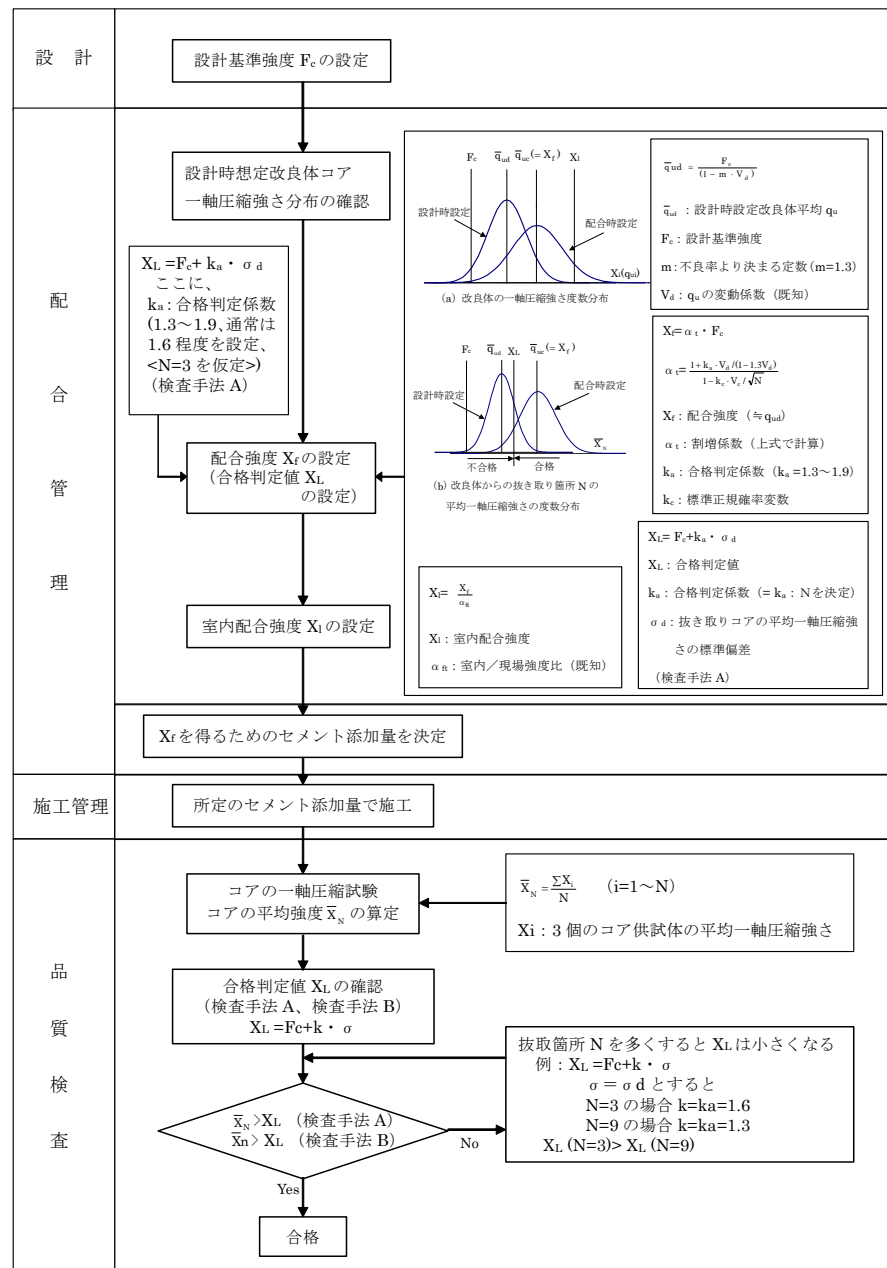 設 計
設計基準強度 Fcの設定
配
合
管
理
設計時想定改良体コア
一軸圧縮強さ分布の確認
XL =Fc+ ka・σd
ここに、
ka：合格判定係数
(1.3～1.9、通常は
1.6 程度を設定、
<N=3 を仮定>)
(検査手法 A)
配合強度 Xfの設定
(合格判定値 XL
の設定)
室内配合強度 Xlの設定
Xfを得るためのセメント添加量を決定
Fc q̅ud q̅uc(=Xf) Xl
設計時設定
配合時設定
Xi(qui)
(a) 改良体の一軸圧縮強さ度数分布
Fc q̅ud XL q̅uc(=Xf)
設計時設定
配合時設定
X̅N
不合格 合格
(b) 改良体からの抜き取り箇所 N の
平均一軸圧縮強さの度数分布
q̅ud = Fc/(1−m・Vd)
q̅ud：設計時設定改良体平均 qu
Fc：設計基準強度
m：不良率より決まる定数（m=1.3）
Vd：quの変動係数（既知）
Xf=αt・Fc
αt=(1+ka・Vd/(1−1.3Vd))/(1−kc・Vc/√N)
Xf：配合強度（≒qud）
αt：割増係数（上式で計算）
ka：合格判定係数（ka=1.3～1.9）
kc：標準正規確率変数
XL= Fc+ka・σd
XL：合格判定値
ka：合格判定係数（= ka：Nを決定）
σd：抜き取りコアの平均一軸圧縮強
さの標準偏差
（検査手法 A）
Xl= Xf/αft
Xl：室内配合強度
αft：室内／現場強度比（既知）
施工管理
所定のセメント添加量で施工
品
質
検
査
コアの一軸圧縮試験
コアの平均強度 X̅N の算定
X̅N = ∑Xi/N （i=1～N）
Xi：3 個のコア供試体の平均一軸圧縮強さ
合格判定値 XLの確認
（検査手法 A、検査手法 B）
XL =Fc+k・σ
抜取箇所 N を多くすると XLは小さくなる
例：XL =Fc+k・σ
σ＝σd とすると
N=3 の場合 k=ka=1.6
N=9 の場合 k=ka=1.3
XL (N=3)> XL (N=9)
X̅N >XL （検査手法 A）
X̅n> XL （検査手法 B）
No
Yes
合格